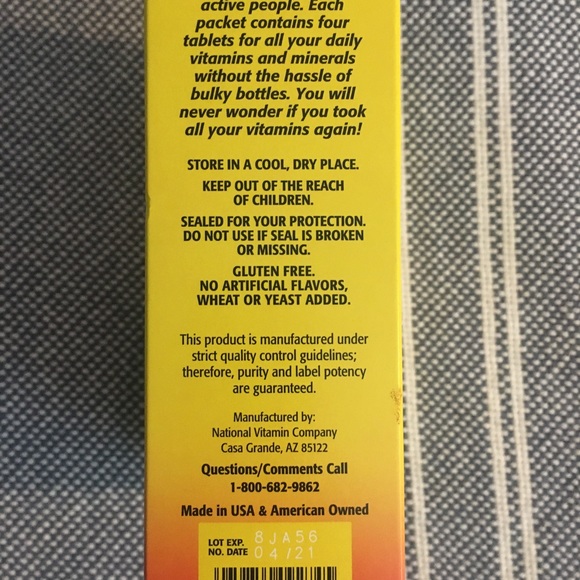 active people. Each
packet contains four
tablets for all your daily
vitamins and minerals
without the hassle of
bulky bottles. You will
never wonder if you took
all your vitamins again!
STORE IN A COOL, DRY PLACE.
KEEP OUT OF THE REACH
OF CHILDREN.
SEALED FOR YOUR PROTECTION.
DO NOT USE IF SEAL IS BROKEN
OR MISSING.
GLUTEN FREE.
NO ARTIFICIAL FLAVORS,
WHEAT OR YEAST ADDED.
This product is manufactured under
strict quality control guidelines;
therefore, purity and label potency
are guaranteed.
Manufactured by:
National Vitamin Company
Casa Grande, AZ 85122
Questions/Comments Call
1-800-682-9862
Made in USA & American Owned
LOT EXP. 8JA56
NO. DATE 04/21